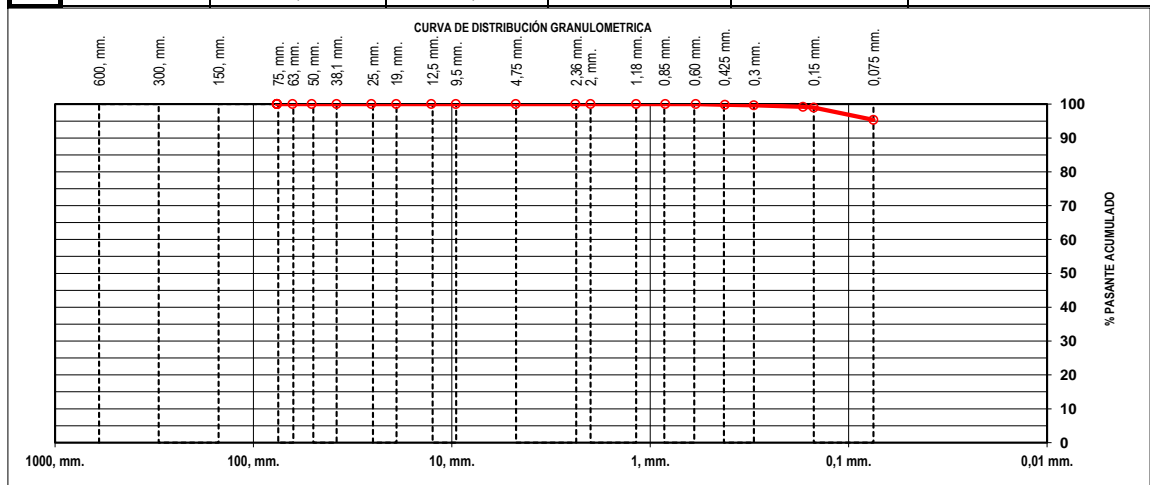 CURVA DE DISTRIBUCIÓN GRANULOMETRICA
600, mm.
300, mm.
150, mm.
75, mm.
63, mm.
50, mm.
38,1 mm.
25, mm.
19, mm.
12,5 mm.
9,5 mm.
4,75 mm.
2,36 mm.
2, mm.
1,18 mm.
0,85 mm.
0,60 mm.
0,425 mm.
0,3 mm.
0,15 mm.
0,075 mm.
100
90
80
70
60
50
40
30
20
10
0
% PASANTE ACUMULADO
1000, mm.
100, mm.
10, mm.
1, mm.
0,1 mm.
0,01 mm.